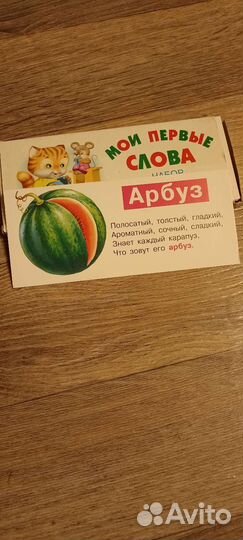 МОИ ПЕРВЫЕ
СЛОВА
НАБОР
Арбуз
Полосатый, толстый, гладкий,
Ароматный, сочный, сладкий,
Знает каждый карапуз,
Что зовут его арбуз.
Avito